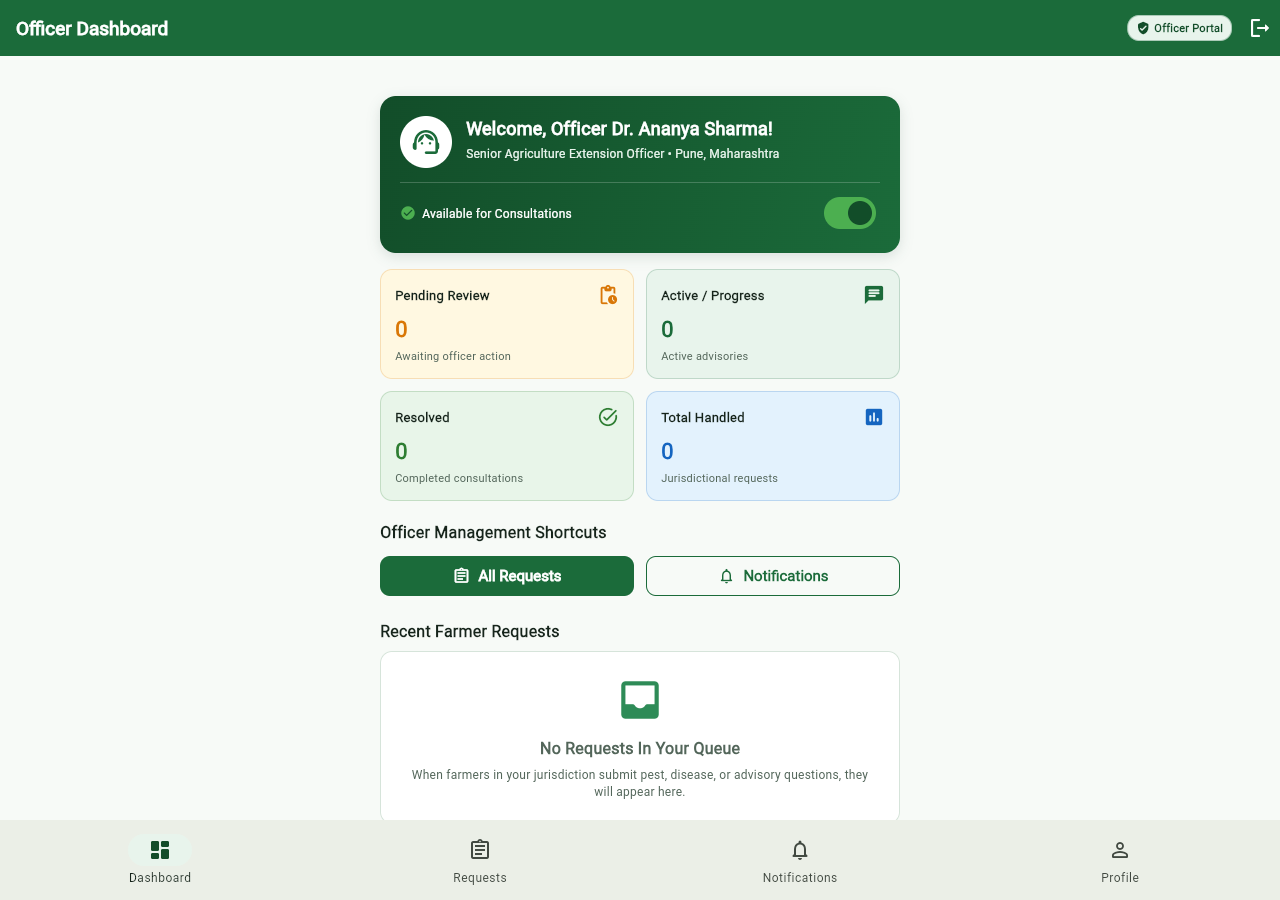 Officer Dashboard
Officer Portal
Welcome, Officer Dr. Ananya Sharma!
Senior Agriculture Extension Officer • Pune, Maharashtra
Available for Consultations
Pending Review
0
Awaiting officer action
Active / Progress
0
Active advisories
Resolved
0
Completed consultations
Total Handled
0
Jurisdictional requests
Officer Management Shortcuts
All Requests
Notifications
Recent Farmer Requests
No Requests In Your Queue
When farmers in your jurisdiction submit pest, disease, or advisory questions, they
will appear here.
Dashboard
Requests
Notifications
Profile